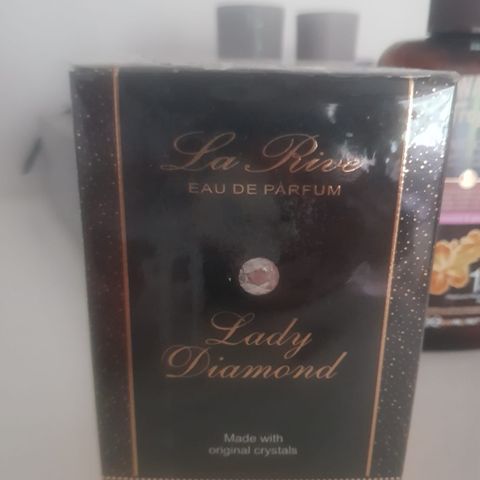 La Rive
EAU DE PARFUM
Lady
Diamond
Made with
original crystals